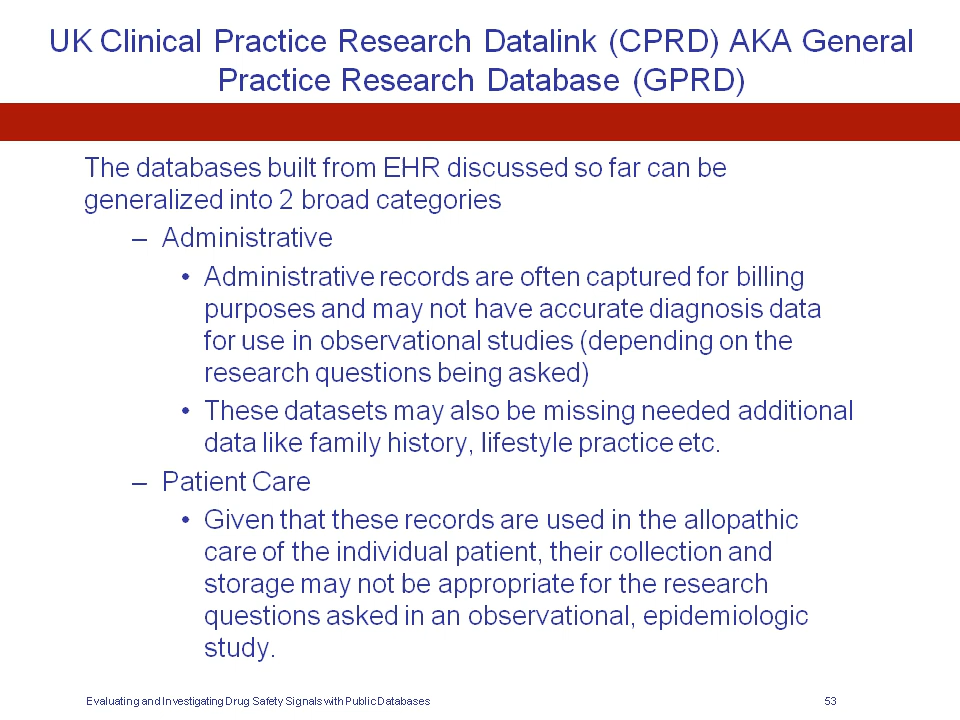 UK Clinical Practice Research Datalink (CPRD) AKA General
Practice Research Database (GPRD)
The databases built from EHR discussed so far can be
generalized into 2 broad categories
– Administrative
• Administrative records are often captured for billing
purposes and may not have accurate diagnosis data
for use in observational studies (depending on the
research questions being asked)
• These datasets may also be missing needed additional
data like family history, lifestyle practice etc.
– Patient Care
• Given that these records are used in the allopathic
care of the individual patient, their collection and
storage may not be appropriate for the research
questions asked in an observational, epidemiologic
study.
Evaluating and Investigating Drug Safety Signals with Public Databases
53